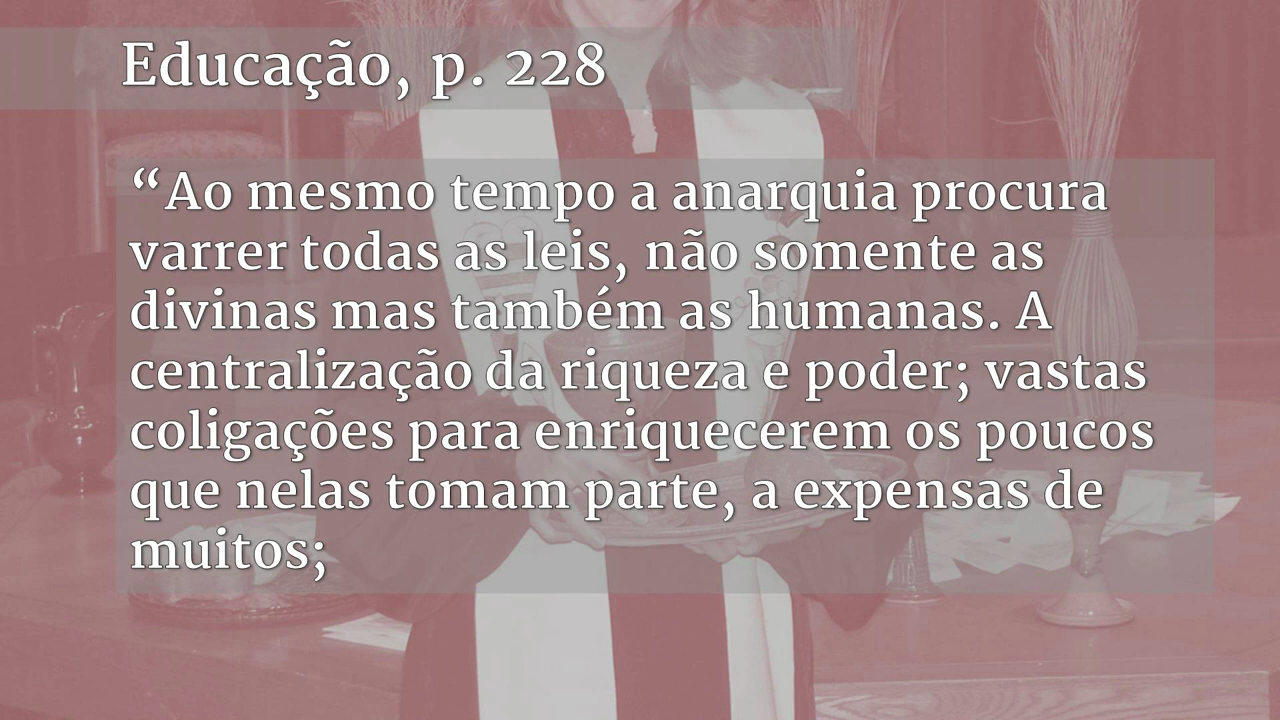 Educação, p. 228
“Ao mesmo tempo a anarquia procura
varrer todas as leis, não somente as
divinas mas também as humanas. A
centralização da riqueza e poder; vastas
coligações para enriquecerem os poucos
que nelas tomam parte, a expensas de
muitos;